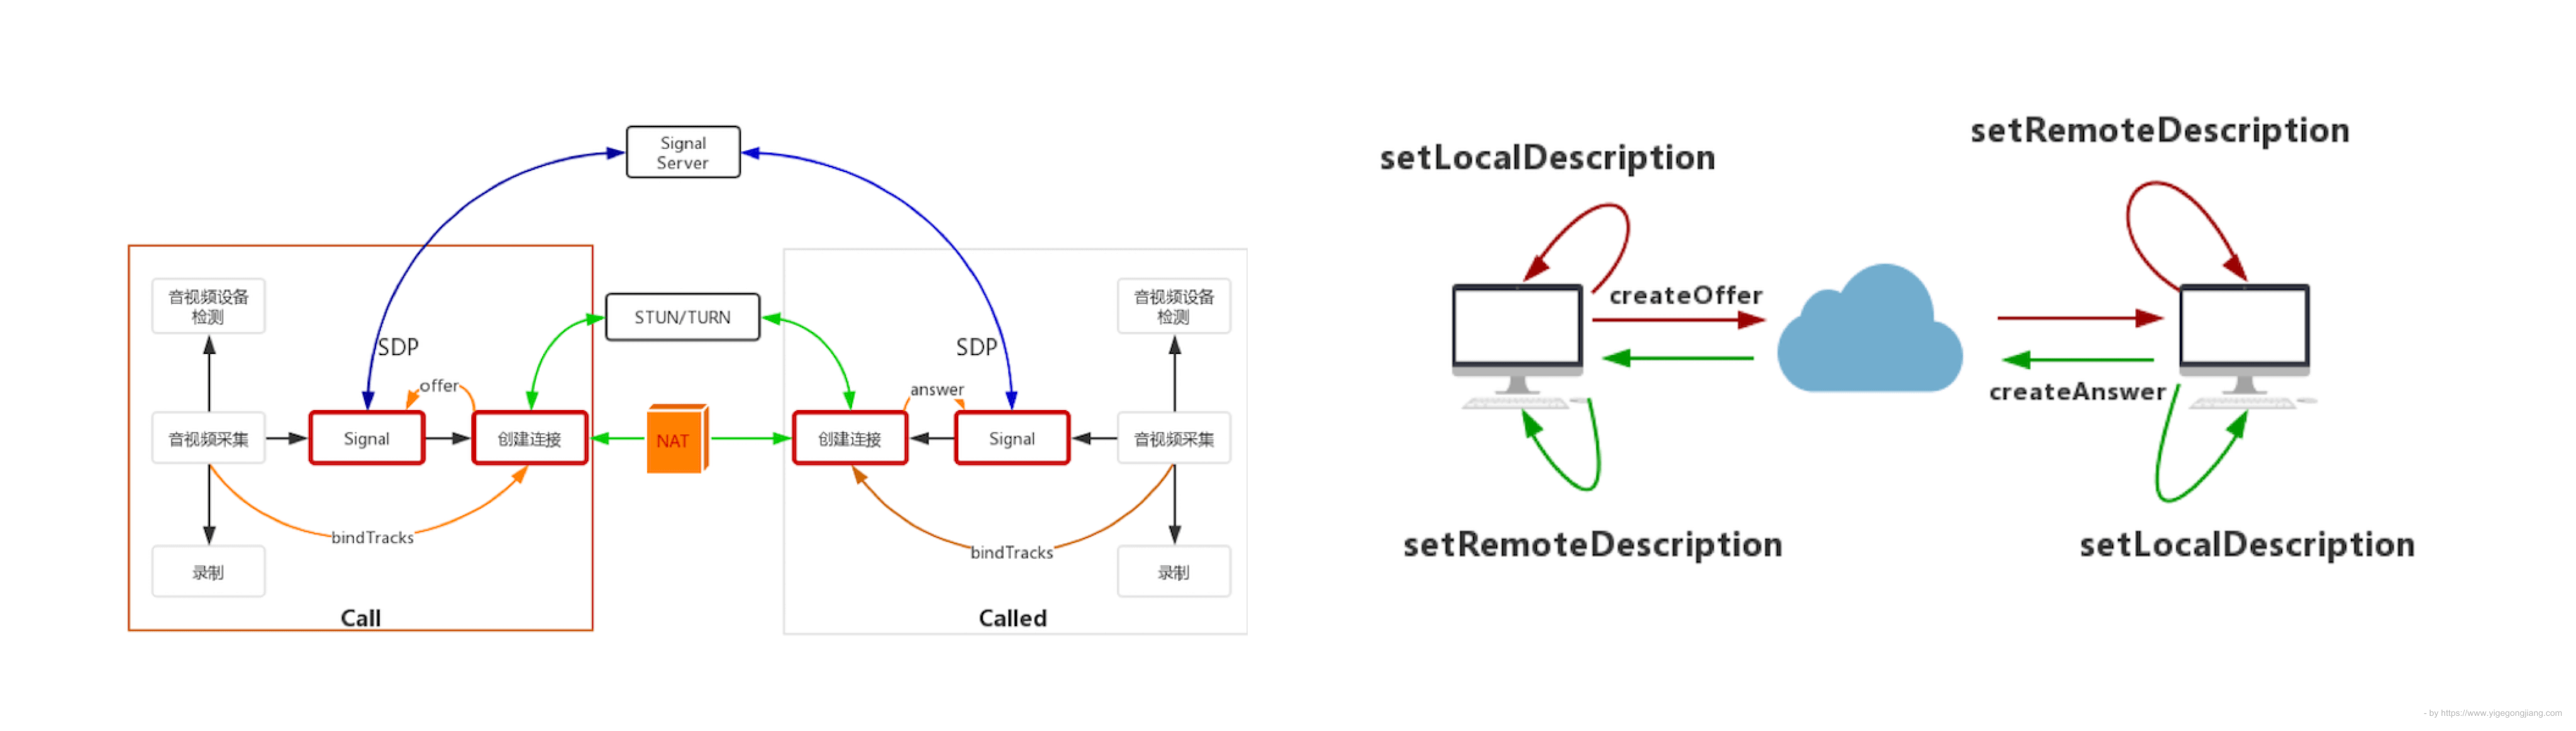 Signal
Server
音视频设备
检测
STUN/TURN
音视频设备
检测
SDP
SDP
offer
answer
音视频采集
Signal
创建连接
NAT
创建连接
Signal
音视频采集
bindTracks
bindTracks
录制
录制
Call
Called
setLocalDescription
setRemoteDescription
createOffer
createAnswer
setRemoteDescription
setLocalDescription
- by https://www.yigegongjiang.com